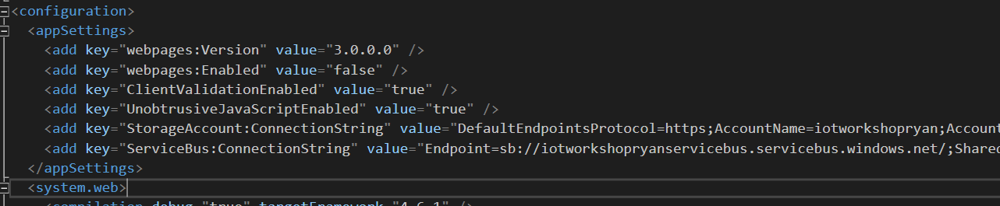 <configuration>
<appSettings>
<add key="webpages:Version" value="3.0.0.0" />
<add key="webpages:Enabled" value="false" />
<add key="ClientValidationEnabled" value="true" />
<add key="UnobtrusiveJavaScriptEnabled" value="true" />
<add key="StorageAccount:ConnectionString" value="DefaultEndpointsProtocol=https;AccountName=iotworkshopryan;Account
<add key="ServiceBus:ConnectionString" value="Endpoint=sb://iotworkshopryanservicebus.servicebus.windows.net/;Shared
</appSettings>
<system.web>
<compilation debug="true" targetFramework="4.6.1" />